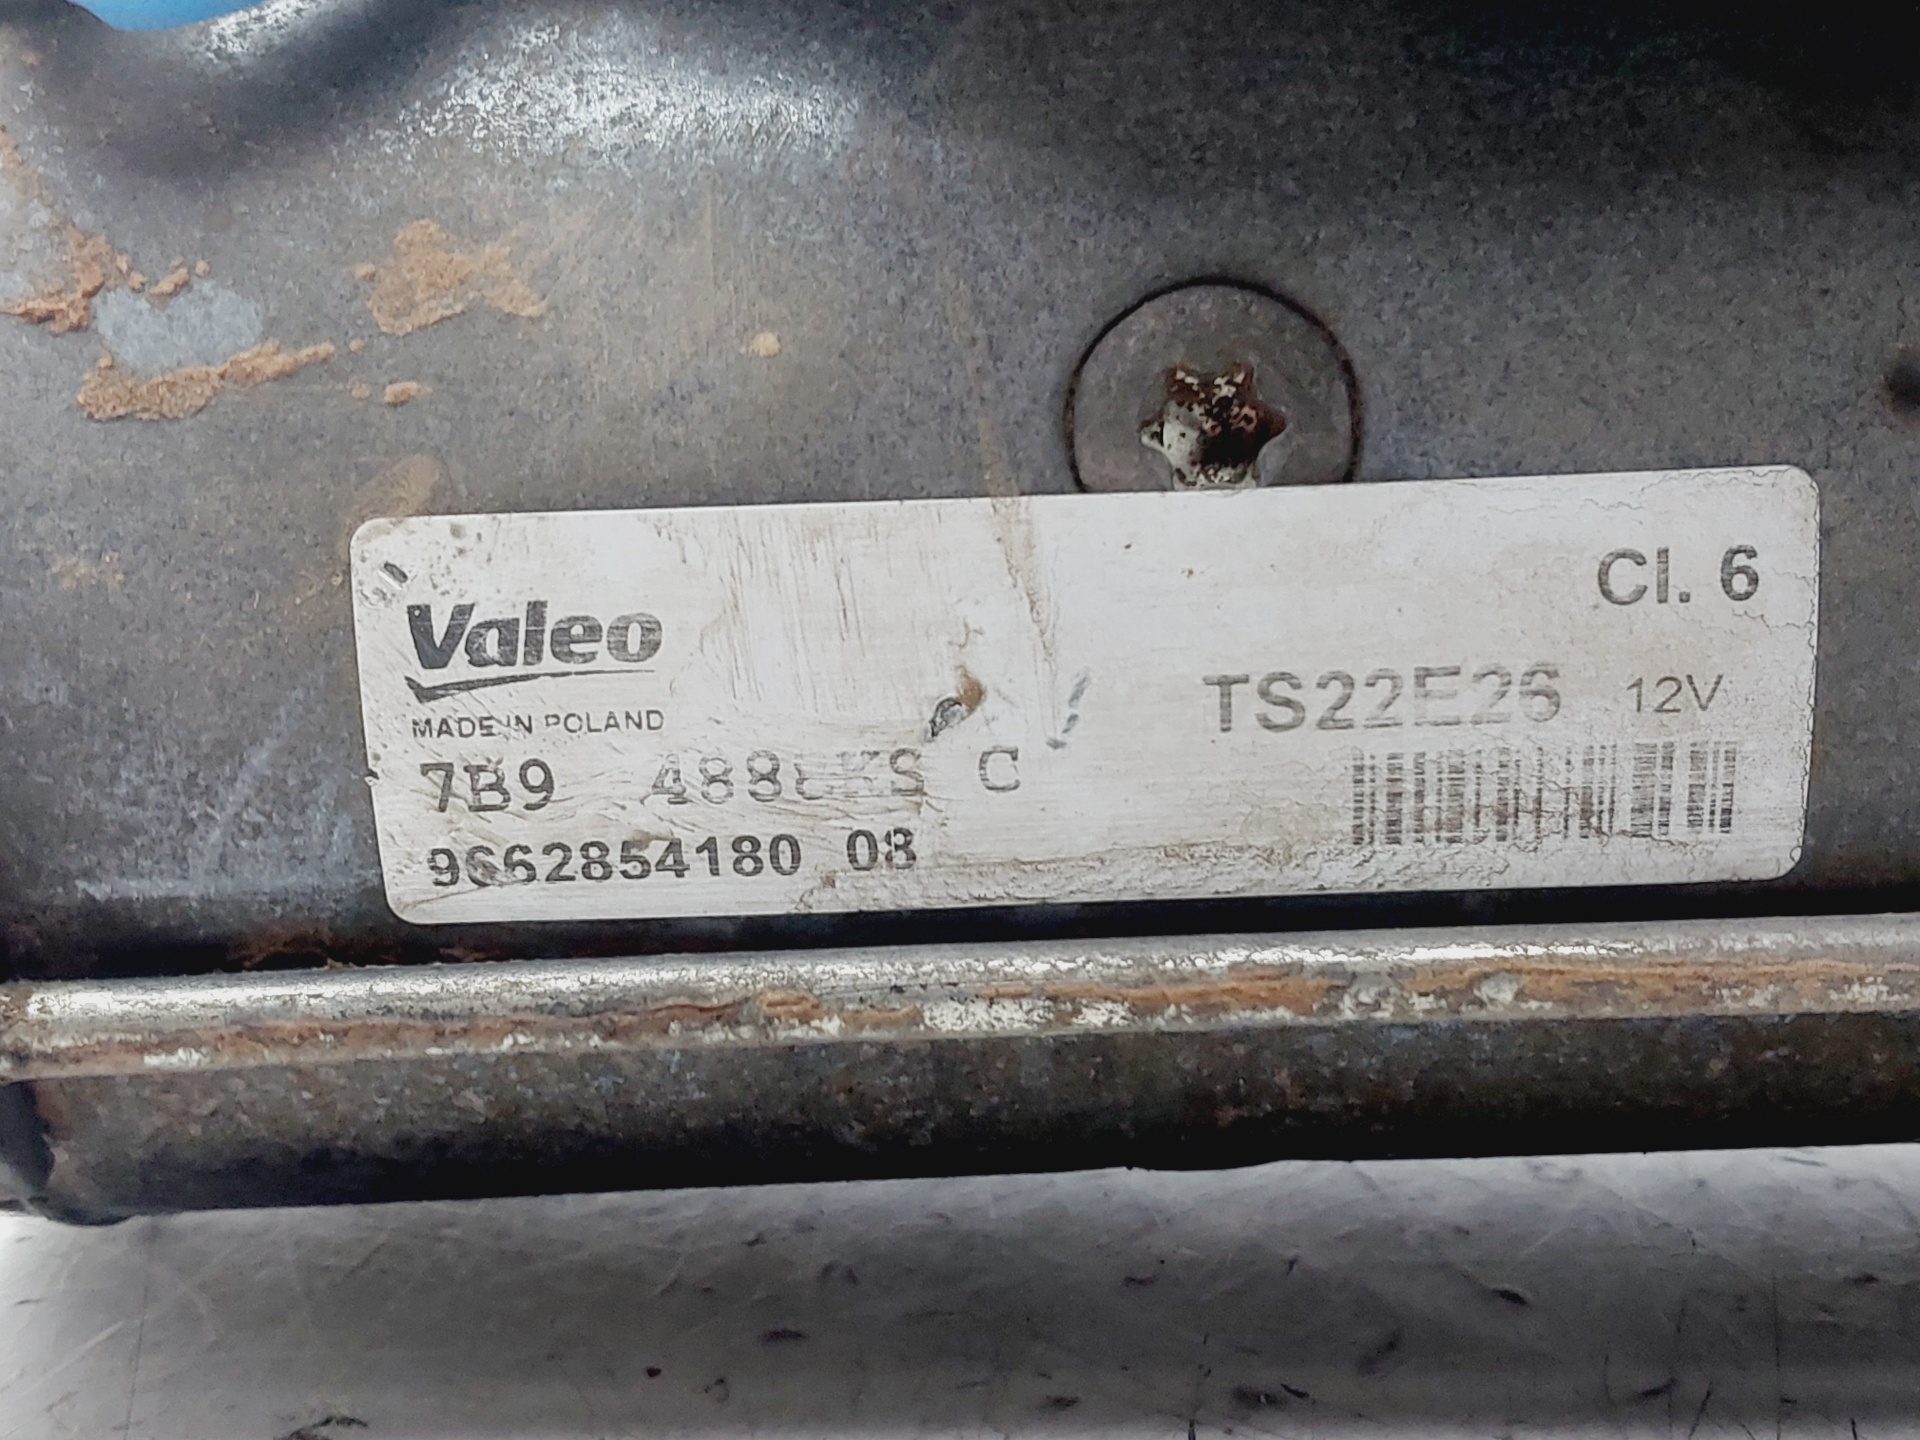 Valeo
Cl. 6
MADE IN POLAND
TS22E26 12V
7B9 C
9662854180 08